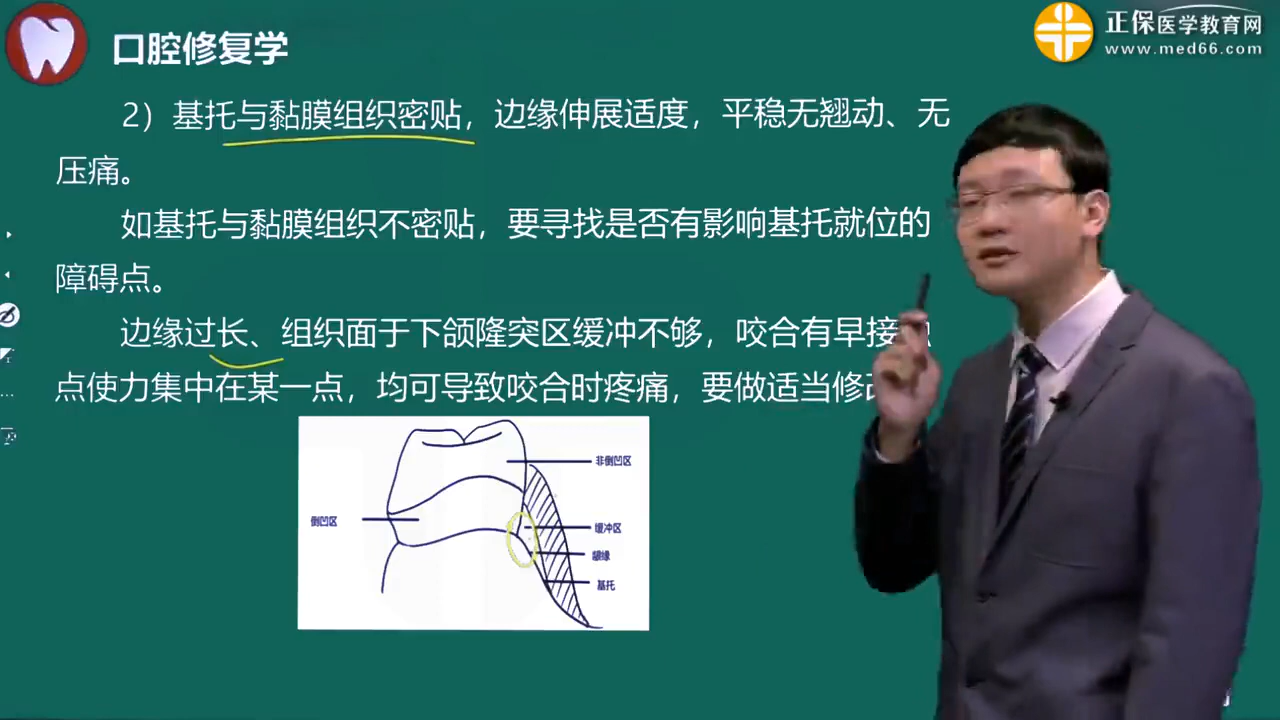 口腔修复学
正保医学教育网
www.med66.com
2）基托与黏膜组织密贴，边缘伸展适度，平稳无翘动、无
压痛。
如基托与黏膜组织不密贴，要寻找是否有影响基托就位的
障碍点。
边缘过长、组织面于下颌隆突区缓冲不够，咬合有早接
点使力集中在某一点，均可导致咬合时疼痛，要做适当修
非倒凹区
倒凹区
缓冲区
龈缘
基托